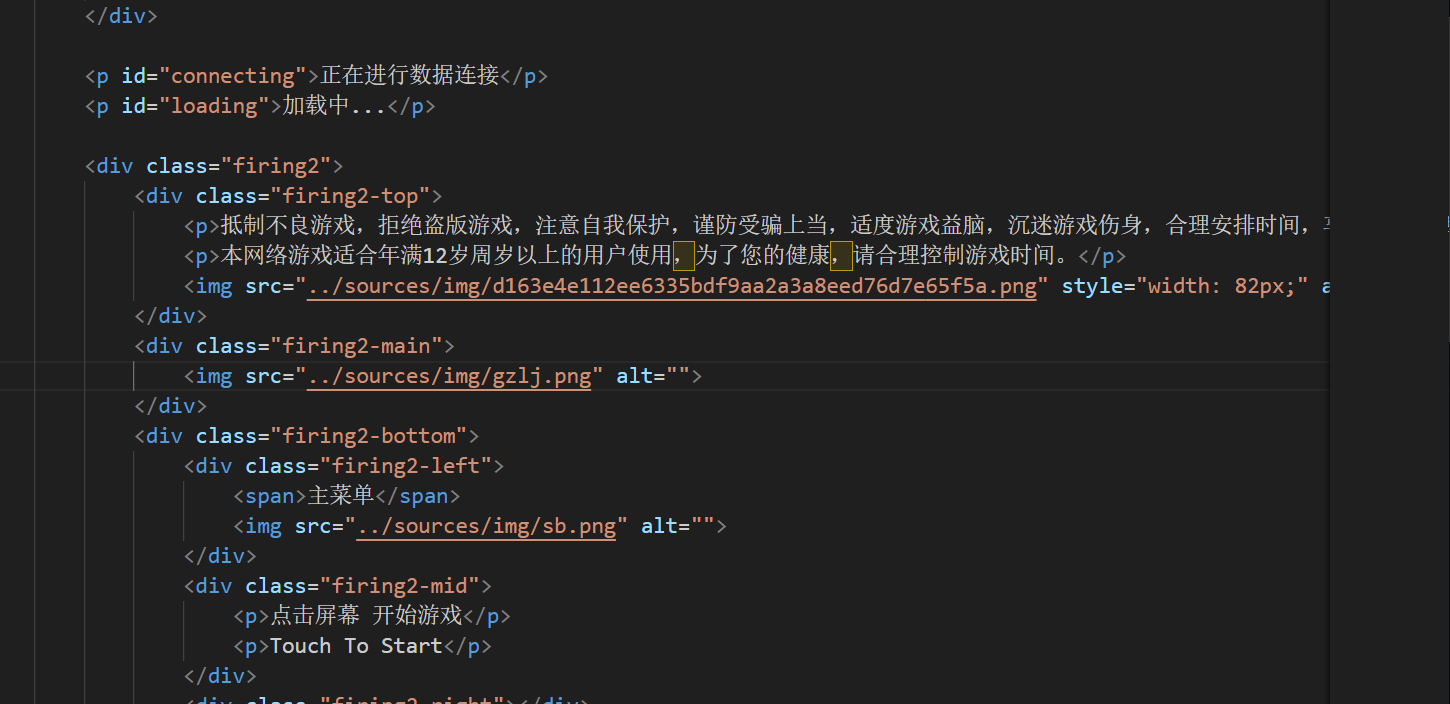 </div>
<p id="connecting">正在进行数据连接</p>
<p id="loading">加载中...</p>
<div class="firing2">
<div class="firing2-top">
<p>抵制不良游戏，拒绝盗版游戏，注意自我保护，谨防受骗上当，适度游戏益脑，沉迷游戏伤身，合理安排时间，
<p>本网络游戏适合年满12岁周岁以上的用户使用，为了您的健康，请合理控制游戏时间。</p>
<img src="../sources/img/d163e4e112ee6335bdf9aa2a3a8eed76d7e65f5a.png" style="width: 82px;" a
</div>
<div class="firing2-main">
<img src="../sources/img/gzlj.png" alt="">
</div>
<div class="firing2-bottom">
<div class="firing2-left">
<span>主菜单</span>
<img src="../sources/img/sb.png" alt="">
</div>
<div class="firing2-mid">
<p>点击屏幕 开始游戏</p>
<p>Touch To Start</p>
</div>
<div class="firing2-right"></div>